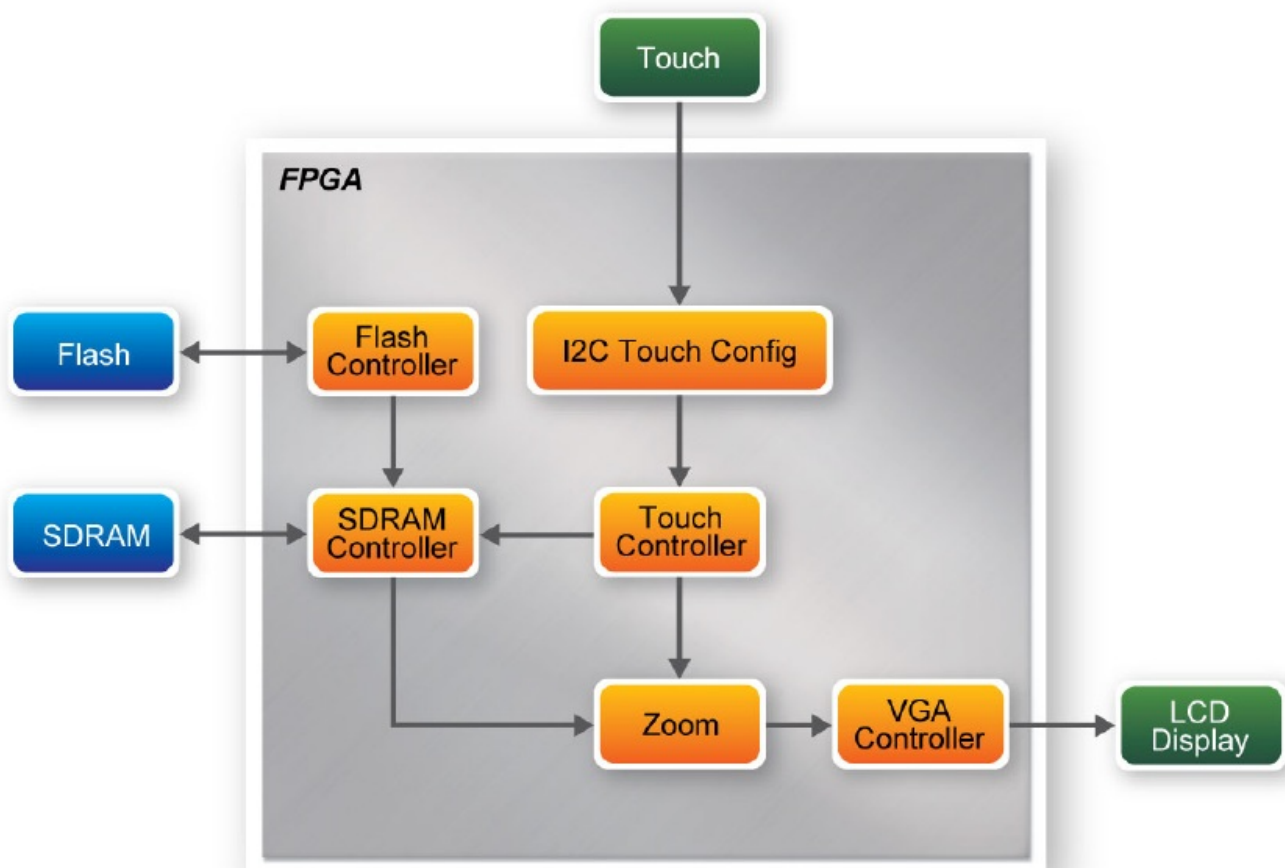 Touch
FPGA
Flash
Flash
Controller
I2C Touch Config
SDRAM
SDRAM
Controller
Touch
Controller
Zoom
VGA
Controller
LCD
Display